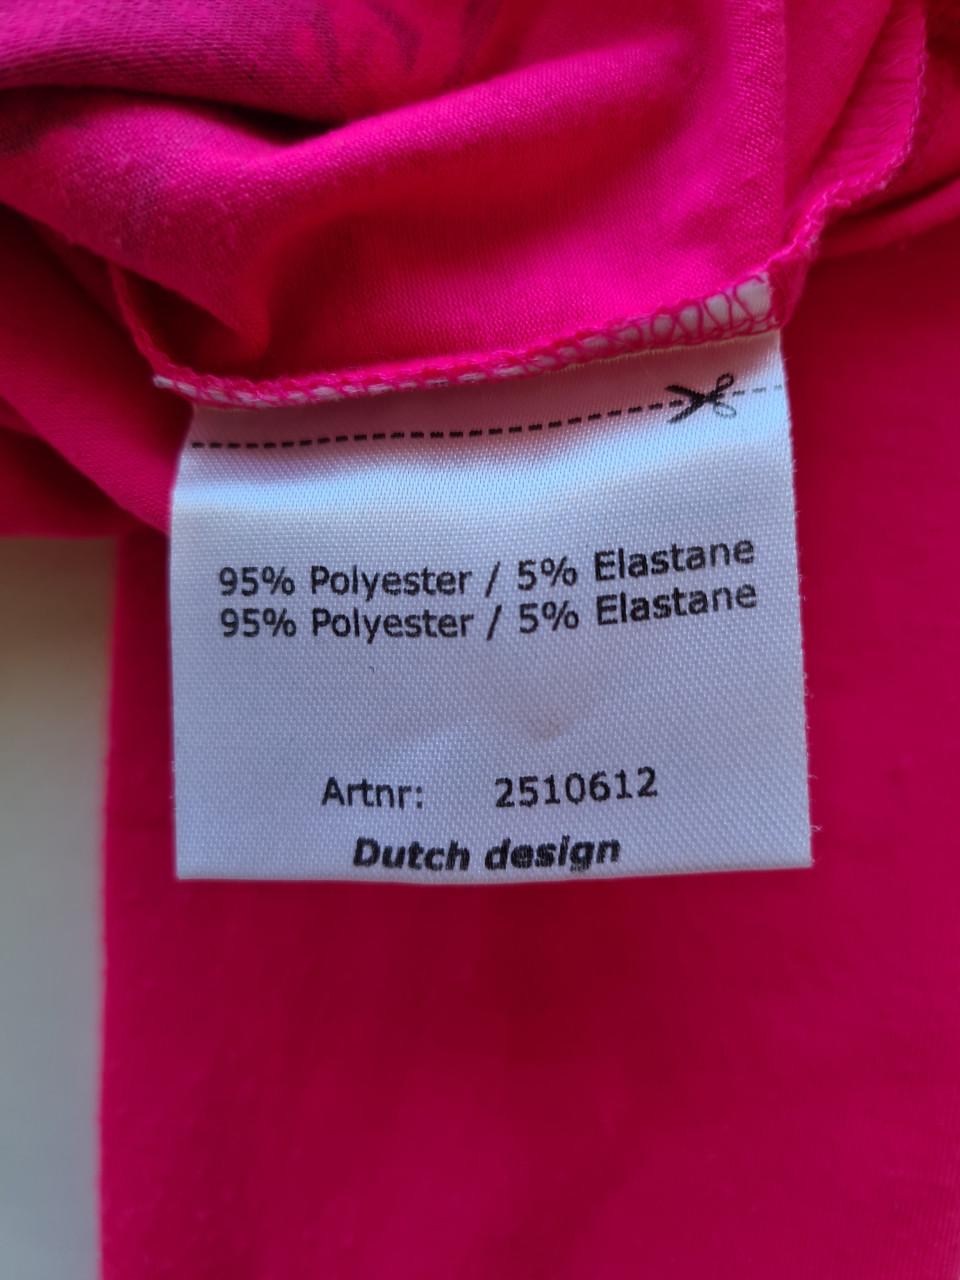 95% Polyester / 5% Elastane
95% Polyester / 5% Elastane
Artnr: 2510612
Dutch design